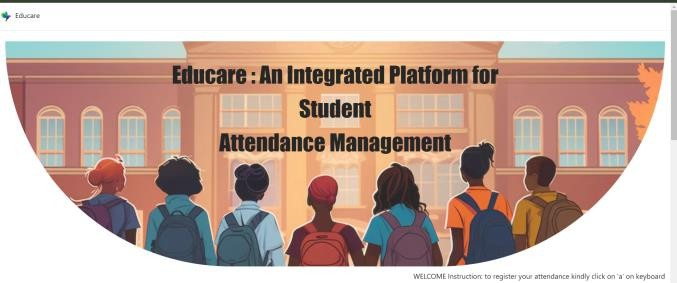 Educare
Educare : An Integrated Platform for
Student
Attendance Management
WELCOME Instruction: to register your attendance kindly click on 'a' on keyboard